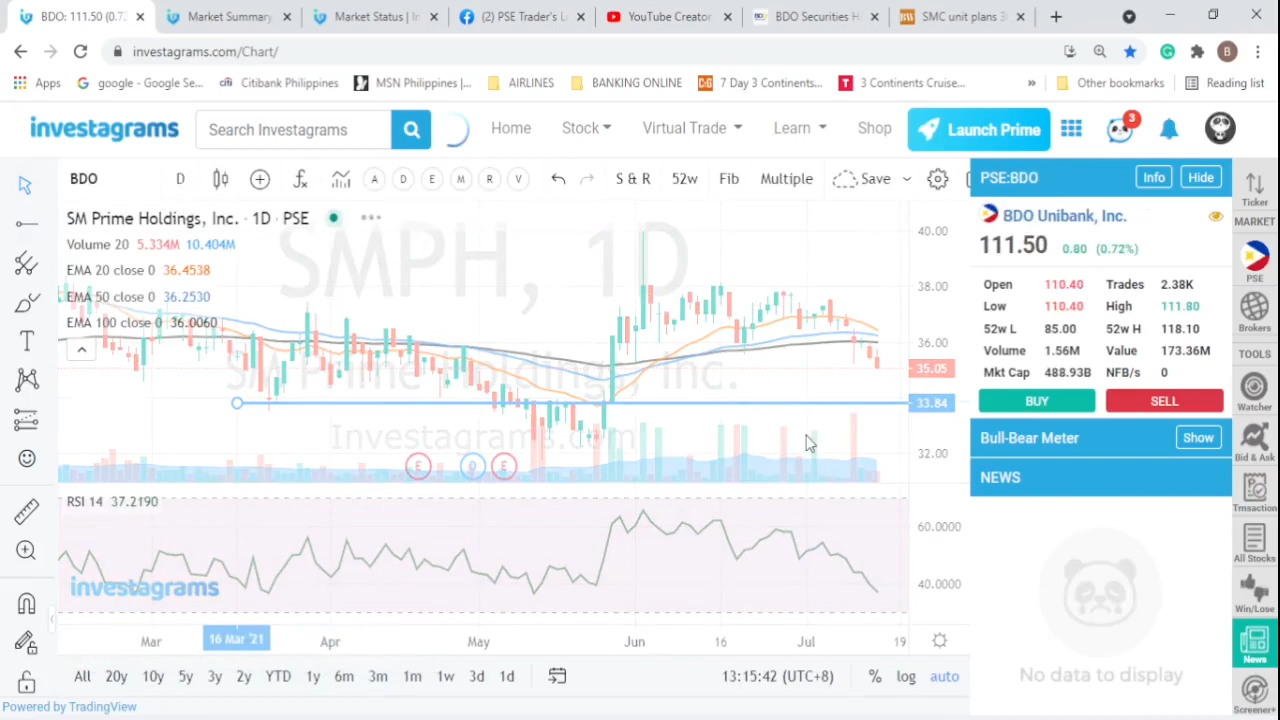 BDO: 111.50 (0.7
Market Summary
Market Status | In
(2) PSE Trader's L
YouTube Creator
BDO Securities H
BW
SMC unit plans 3
investagrams.com/Chart/
B
Apps
google - Google Se...
Citibank Philippines
MSN Philippines |...
AIRLINES
BANKING ONLINE
7 Day 3 Continents...
3 Continents Cruise...
»
Other bookmarks
Reading list
investagrams
Search Investagrams
Home
Stock
Virtual Trade
Learn
Shop
Launch Prime
3
BDO
D
A
D
E
M
R
V
S & R
52w
Fib
Multiple
Save
SM Prime Holdings, Inc. · 1D · PSE
Volume 20 5.334M 10.404M
EMA 20 close 0 36.4538
EMA 50 close 0 36.2530
EMA 100 close 0 36.0060
SMPH, 1D
SM Prime Holdings, Inc.
Investagrams.com
40.00
38.00
36.00
35.05
33.84
32.00
E
D
E
RSI 14 37.2190
60.0000
40.0000
investagrams
Mar
16 Mar '21
Apr
May
Jun
16
Jul
19
All
20y
10y
5y
3y
2y
YTD
1y
6m
3m
1m
1w
3d
1d
13:15:42 (UTC+8)
%
log
auto
Powered by TradingView
PSE:BDO
Info
Hide
BDO Unibank, Inc.
111.50 0.80 (0.72%)
Open 110.40 Trades 2.38K
Low 110.40 High 111.80
52w L 85.00 52w H 118.10
Volume 1.56M Value 173.36M
Mkt Cap 488.93B NFB/s 0
BUY
SELL
Bull-Bear Meter
Show
NEWS
No data to display
Ticker
MARKET
PSE
Brokers
TOOLS
Watcher
Bid & Ask
Trnsaction
All Stocks
Win/Lose
News
Screener+